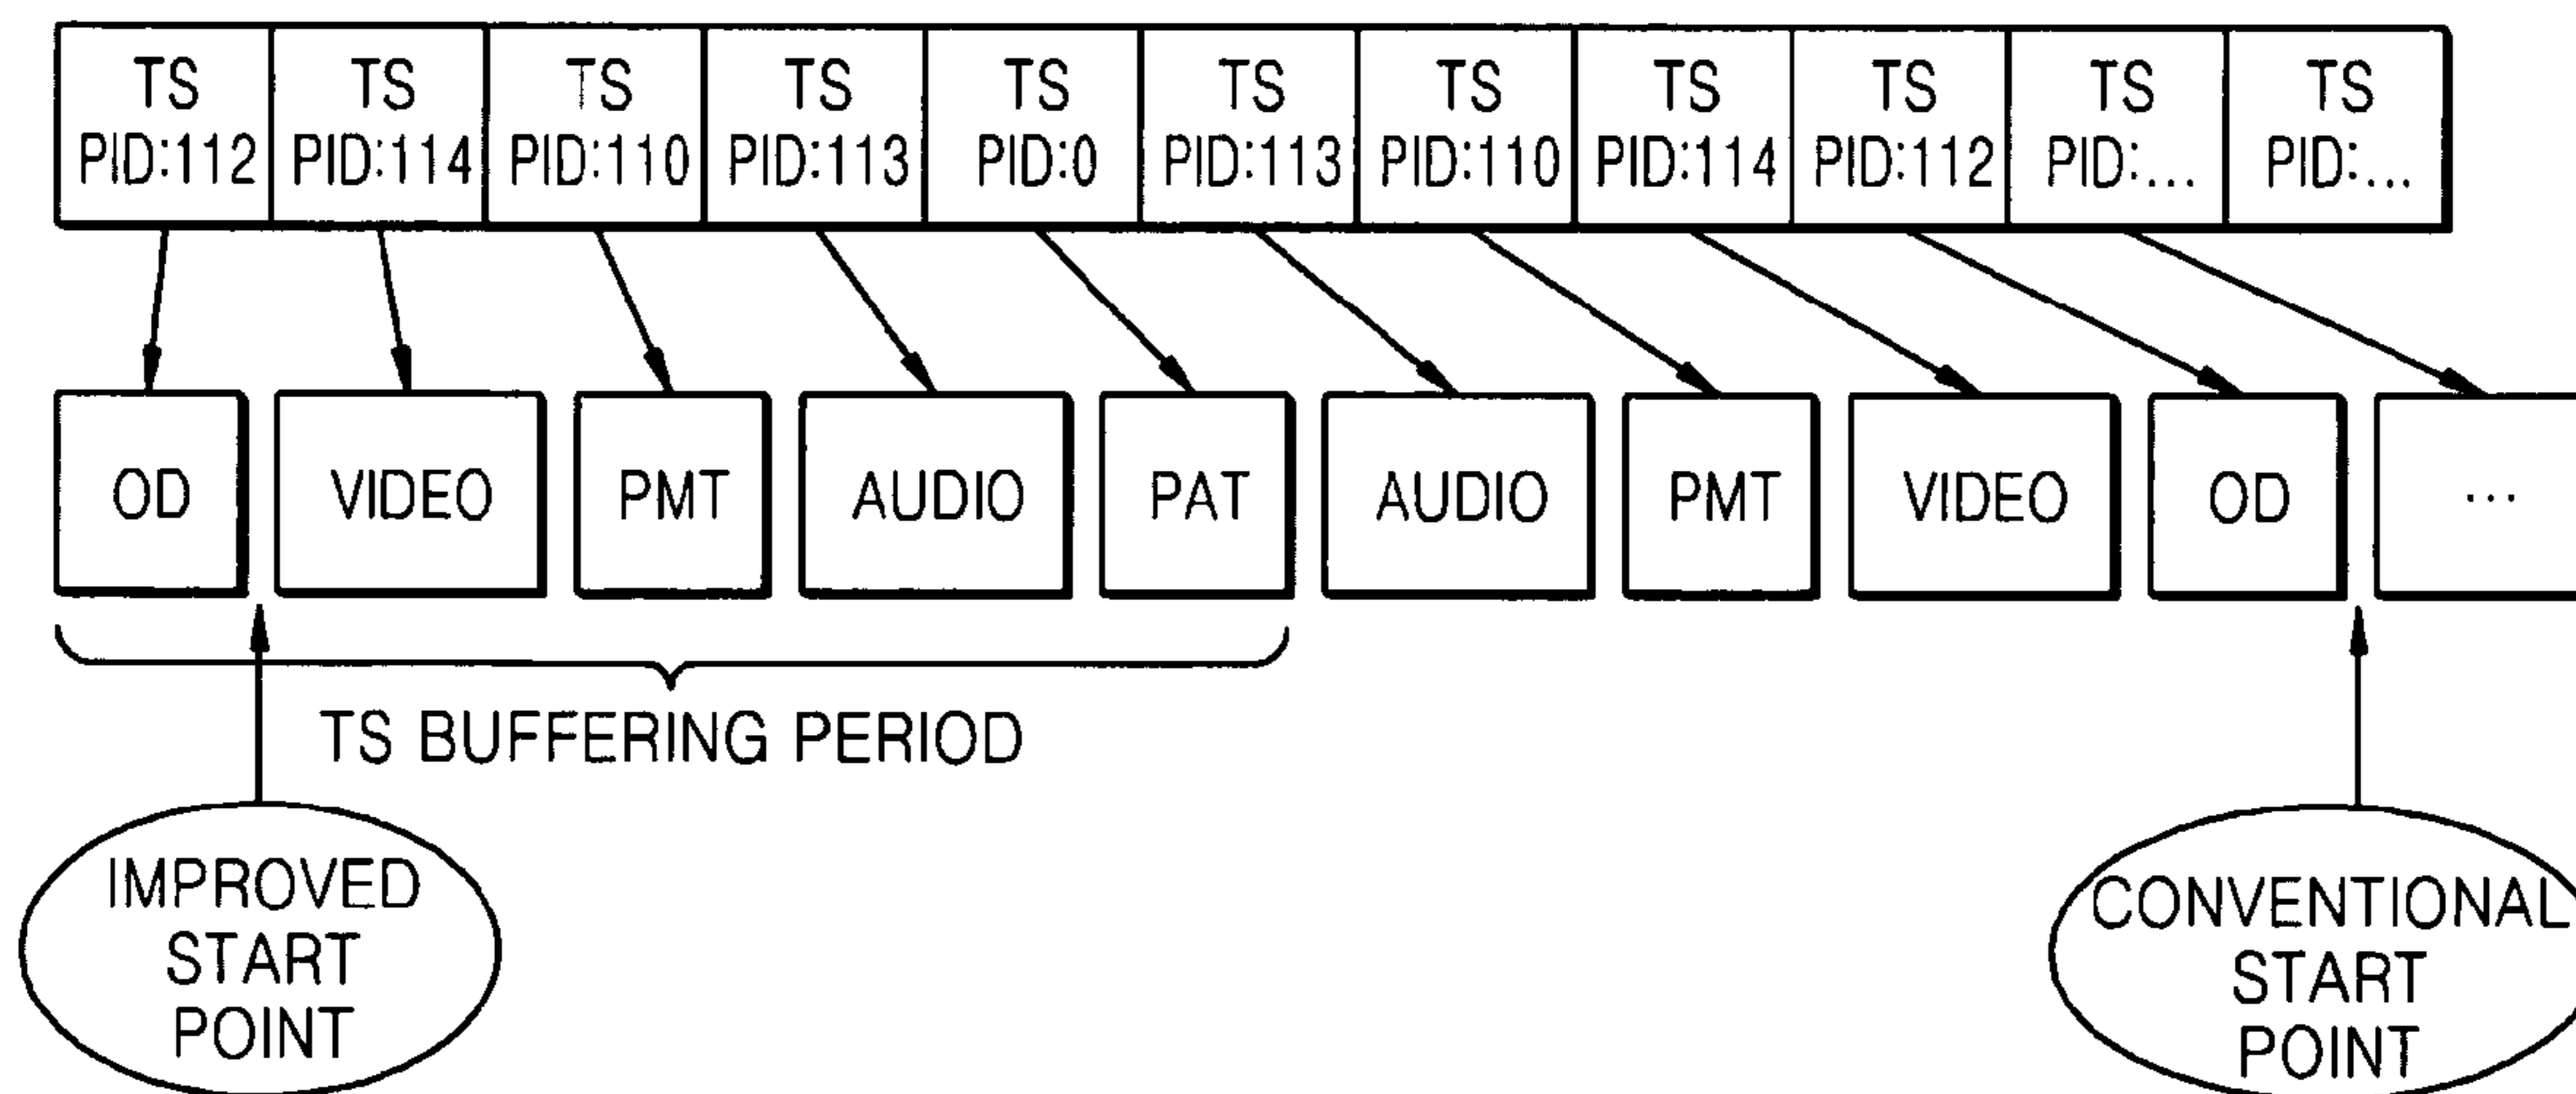 TS TS TS TS TS TS TS TS TS TS TS
PID:112 PID:114 PID:110 PID:113 PID:0 PID:113 PID:110 PID:114 PID:112 PID:... PID:...
OD VIDEO PMT AUDIO PAT AUDIO PMT VIDEO OD ...
TS BUFFERING PERIOD
IMPROVED
START
POINT
CONVENTIONAL
START
POINT